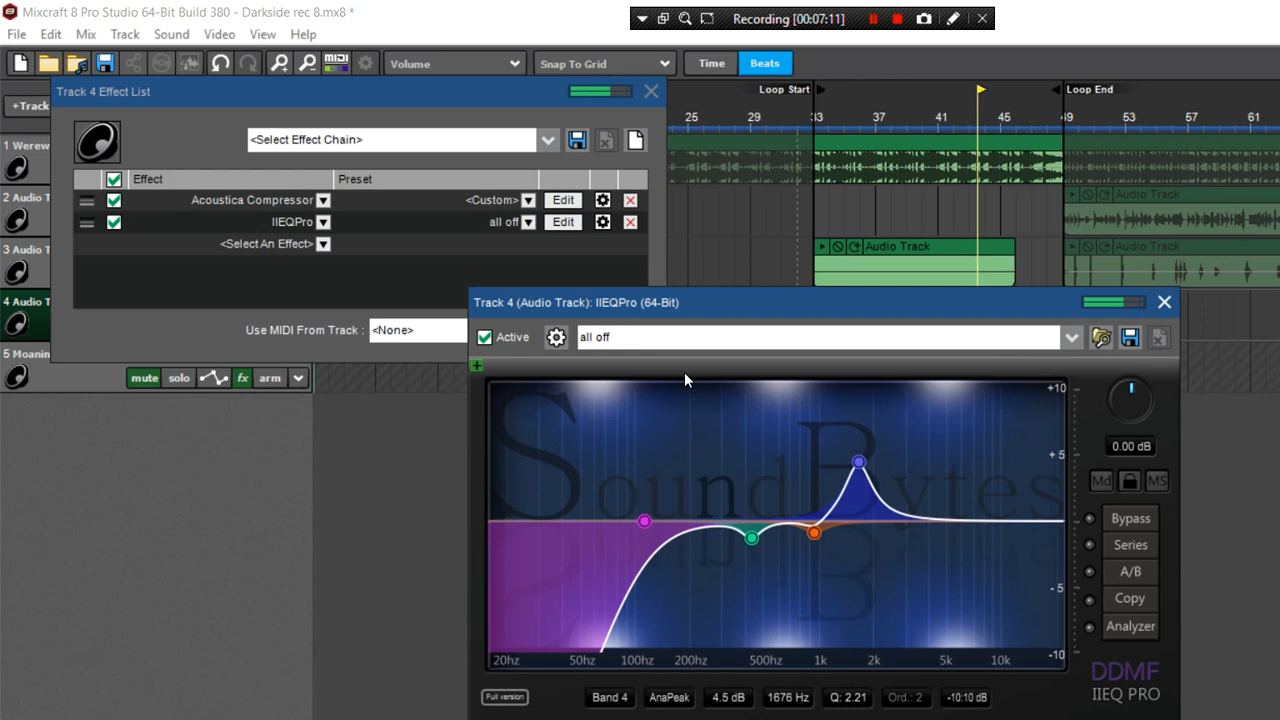 Mixcraft 8 Pro Studio 64-Bit Build 380 - Darkside rec 8.mx8 *
Recording [00:07:11]
File Edit Mix Track Sound Video View Help
MIDI Volume Snap To Grid Time Beats
Track 4 Effect List
Loop Start Loop End
+Track
25 29 33 37 41 45 49 53 57 61
<Select Effect Chain>
1 Werew
Effect Preset
2 Audio T
Acoustica Compressor <Custom> Edit
Audio Track
IIEQPro all off Edit
<Select An Effect>
3 Audio T
Audio Track Audio Track
4 Audio T
Track 4 (Audio Track): IIEQPro (64-Bit)
Use MIDI From Track : <None>
Active all off
5 Moanin
mute solo fx arm
SoundBytes
+10
+ 5
- 5
-10
0.00 dB
Md MS
Bypass
Series
A/B
Copy
Analyzer
20hz 50hz 100hz 200hz 500hz 1k 2k 5k 10k
DDMF
IIEQ PRO
Full version Band 4 AnaPeak 4.5 dB 1676 Hz Q: 2.21 Ord.: 2 -10:10 dB